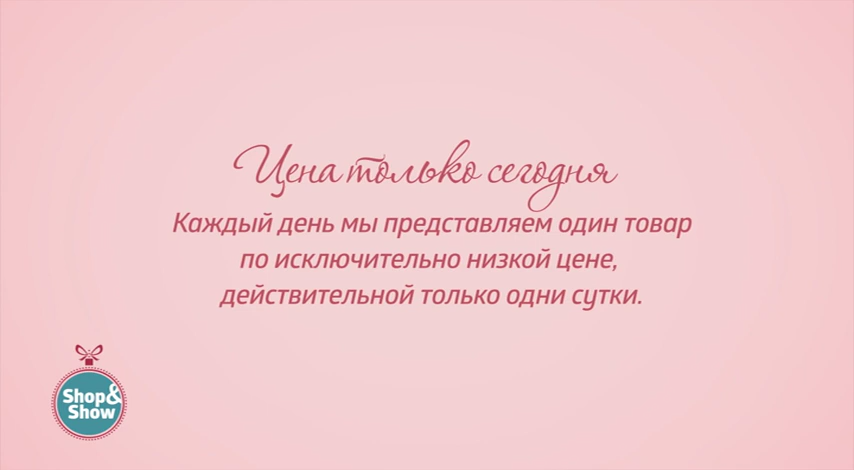 Цена только сегодня
Каждый день мы представляем один товар
по исключительно низкой цене,
действительной только одни сутки.
Shop&
Show